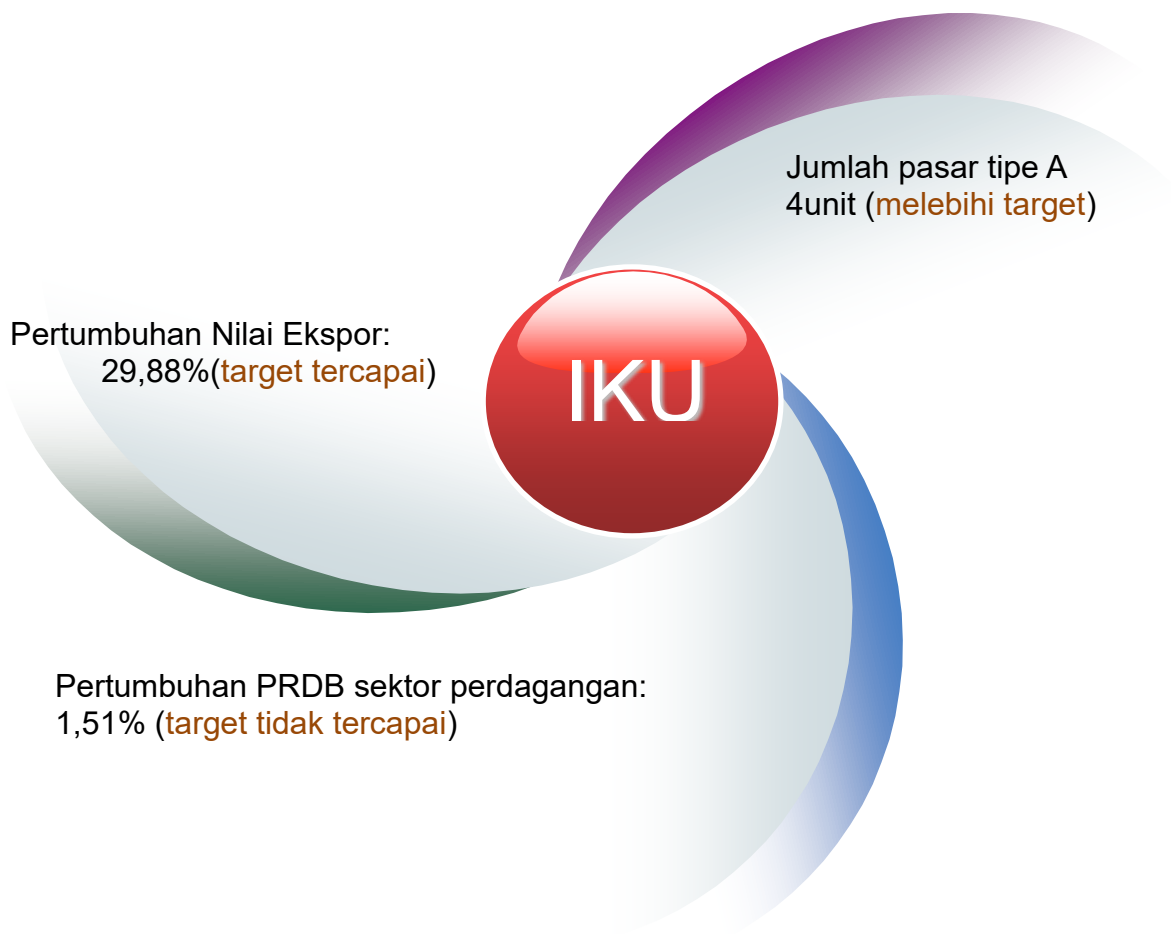 Jumlah pasar tipe A
4unit (melebihi target)
Pertumbuhan Nilai Ekspor:
29,88%(target tercapai)
IKU
Pertumbuhan PRDB sektor perdagangan:
1,51% (target tidak tercapai)